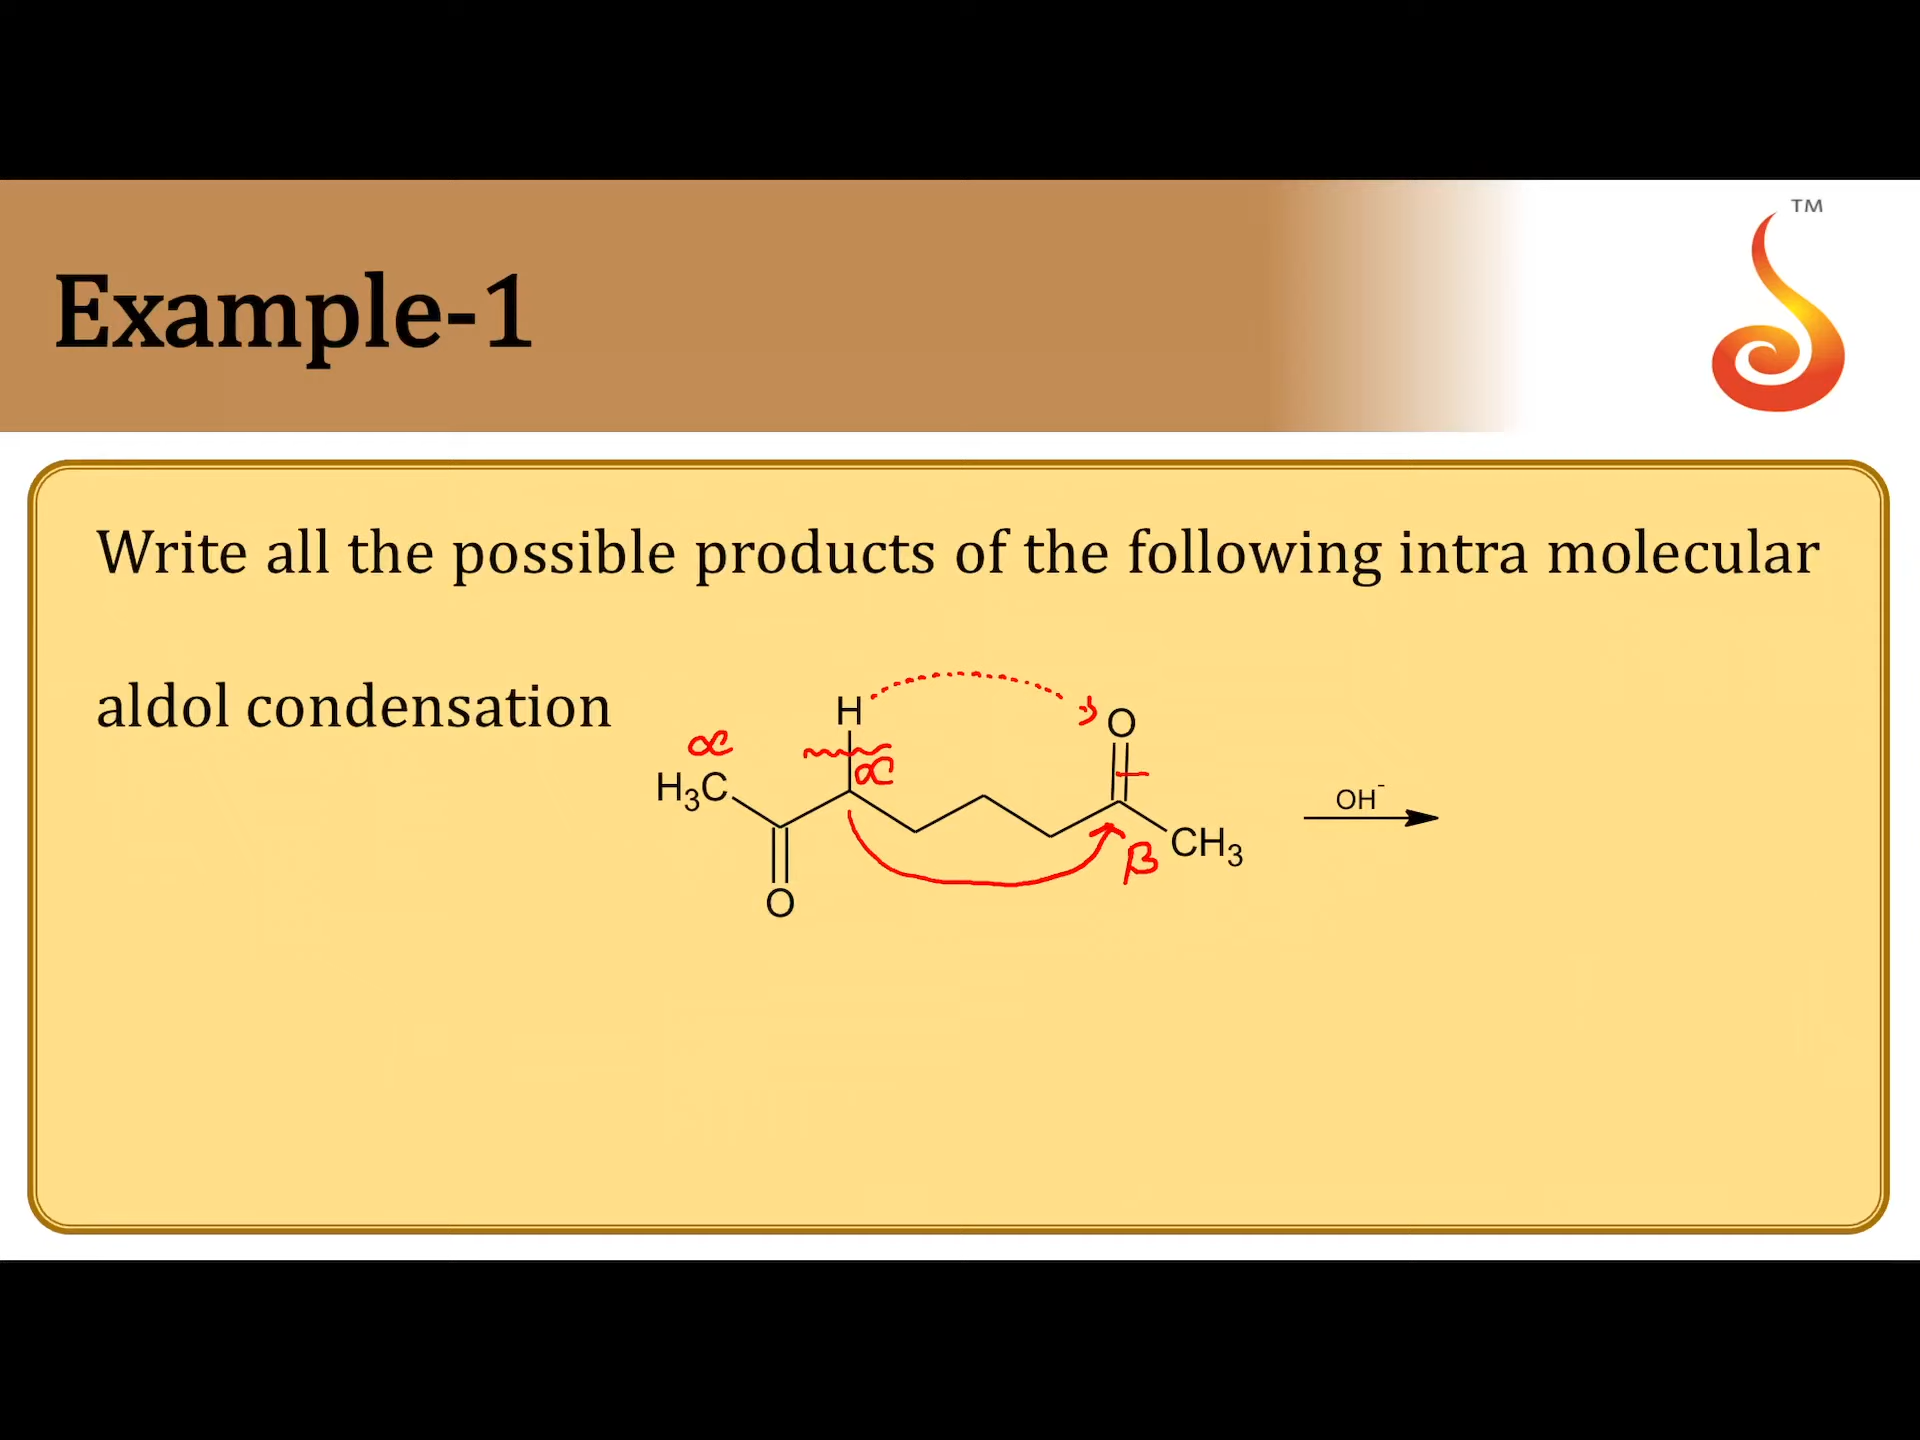 TM
Example-1
Write all the possible products of the following intra molecular
aldol condensation
H
O
α
α
H₃C
OH⁻
CH₃
β
O